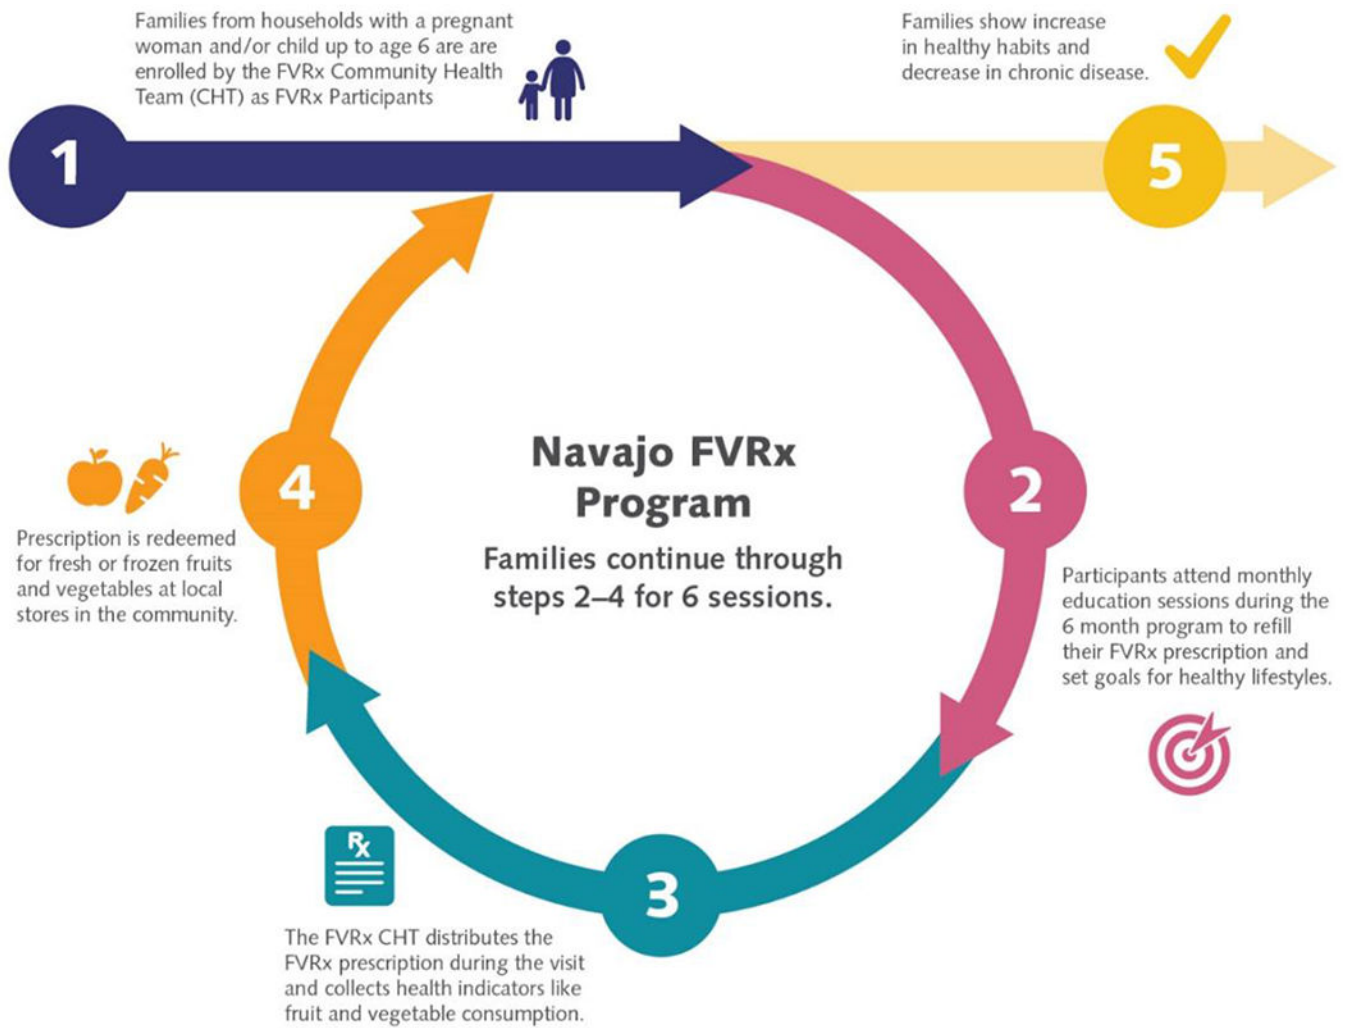 Families from households with a pregnant
woman and/or child up to age 6 are are
enrolled by the FVRx Community Health
Team (CHT) as FVRx Participants
1
Families show increase
in healthy habits and
decrease in chronic disease.
5
Navajo FVRx
Program
Families continue through
steps 2–4 for 6 sessions.
2
Participants attend monthly
education sessions during the
6 month program to refill
their FVRx prescription and
set goals for healthy lifestyles.
3
Rx
The FVRx CHT distributes the
FVRx prescription during the visit
and collects health indicators like
fruit and vegetable consumption.
4
Prescription is redeemed
for fresh or frozen fruits
and vegetables at local
stores in the community.